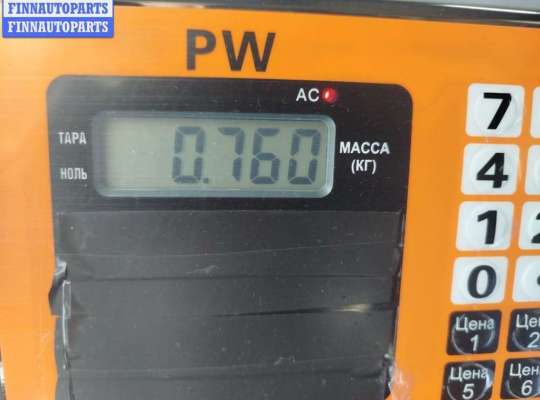 FINNAUTOPARTS
FINNAUTOPARTS
PW
AC
ТАРА
0.760
МАССА
(КГ)
НОЛЬ
7
4
1 2
0
Цена
1
Цена
5
Цена
6